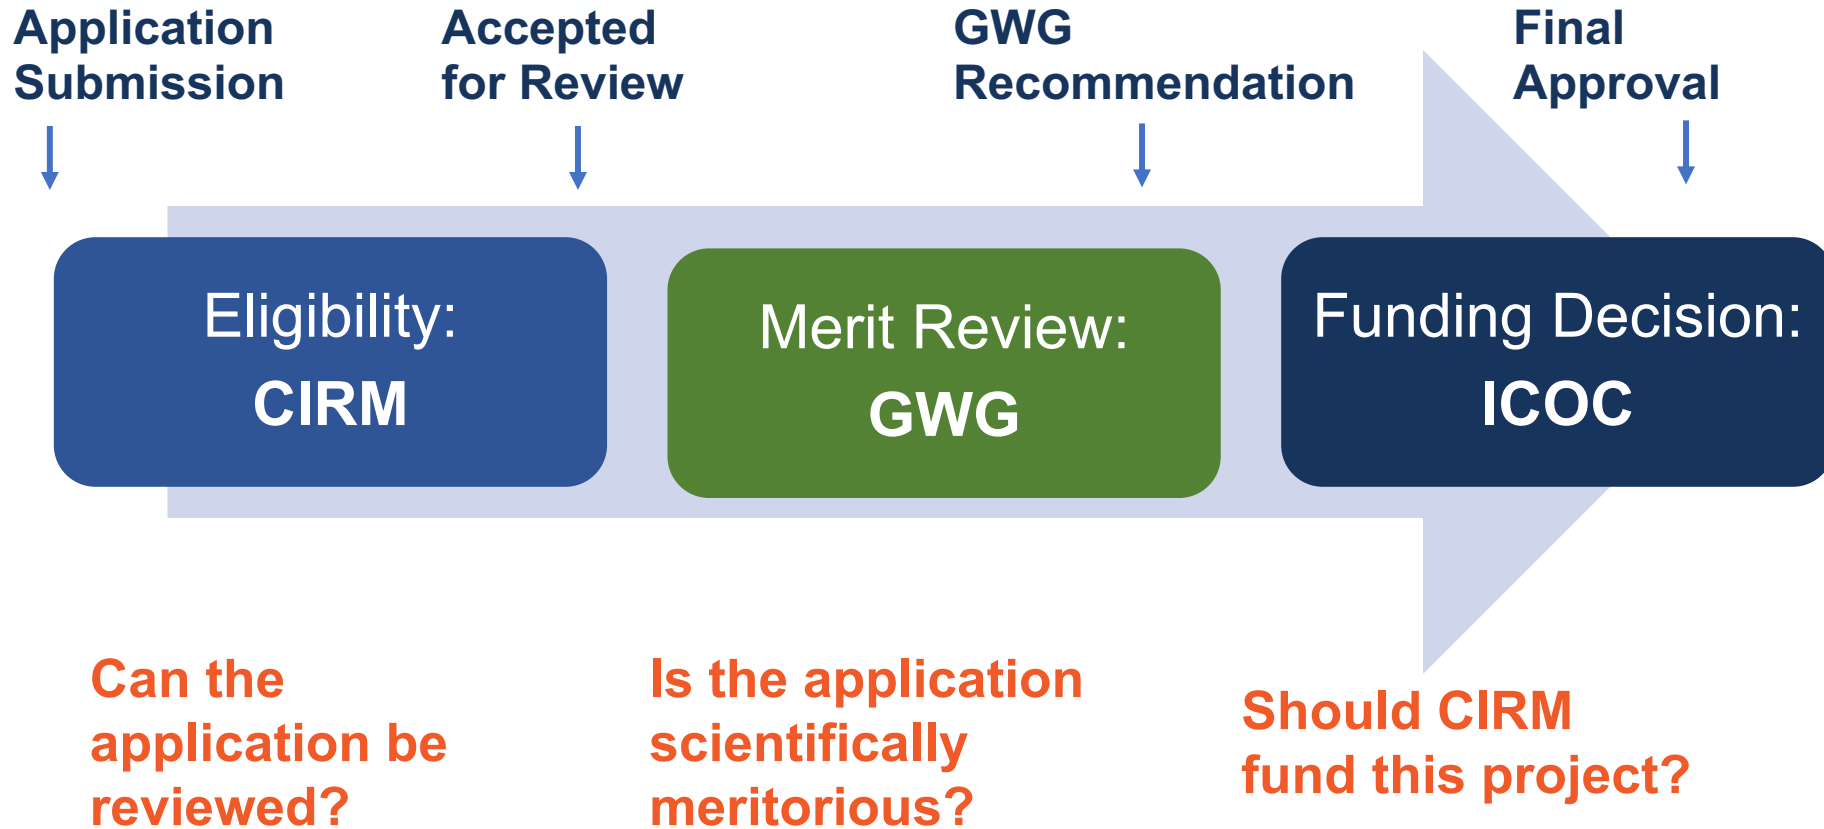 Application
Submission
Accepted
for Review
GWG
Recommendation
Final
Approval
Eligibility:
CIRM
Merit Review:
GWG
Funding Decision:
ICOC
Can the
application be
reviewed?
Is the application
scientifically
meritorious?
Should CIRM
fund this project?